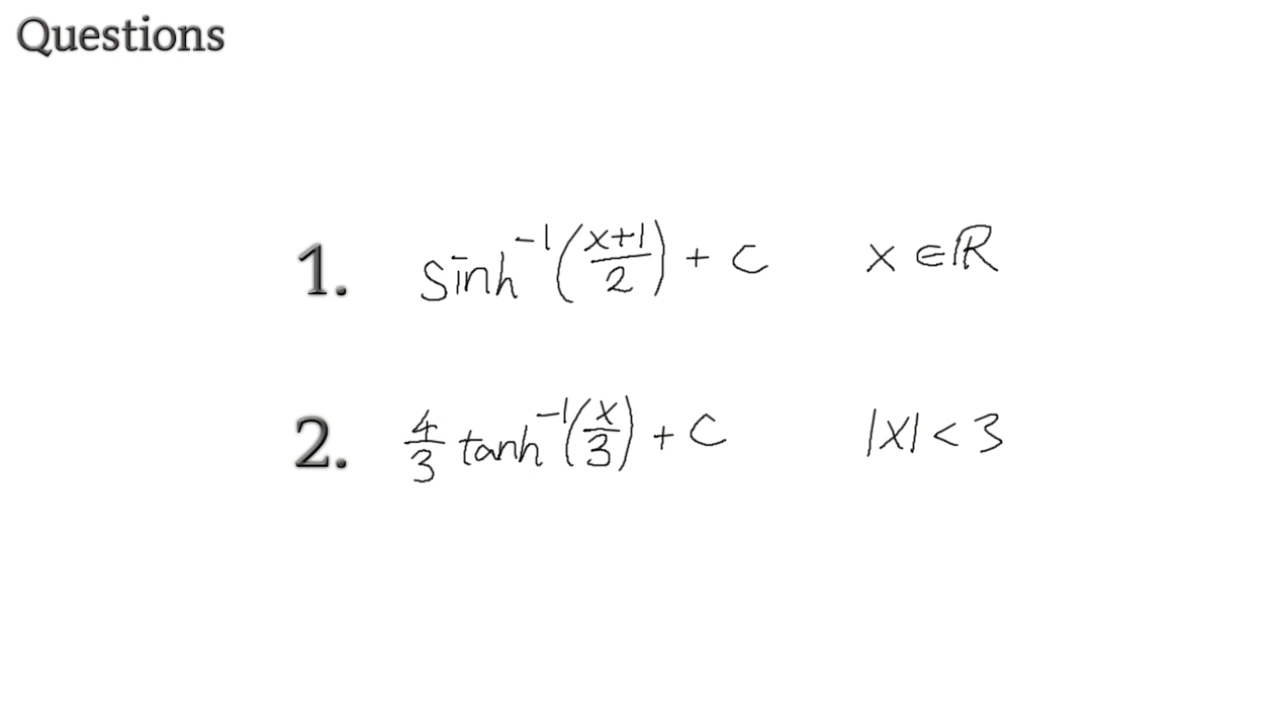 Questions
1. sinh⁻¹((x+1)/2) + C x ∈ ℝ
2. 4/3 tanh⁻¹(x/3) + C |x| < 3